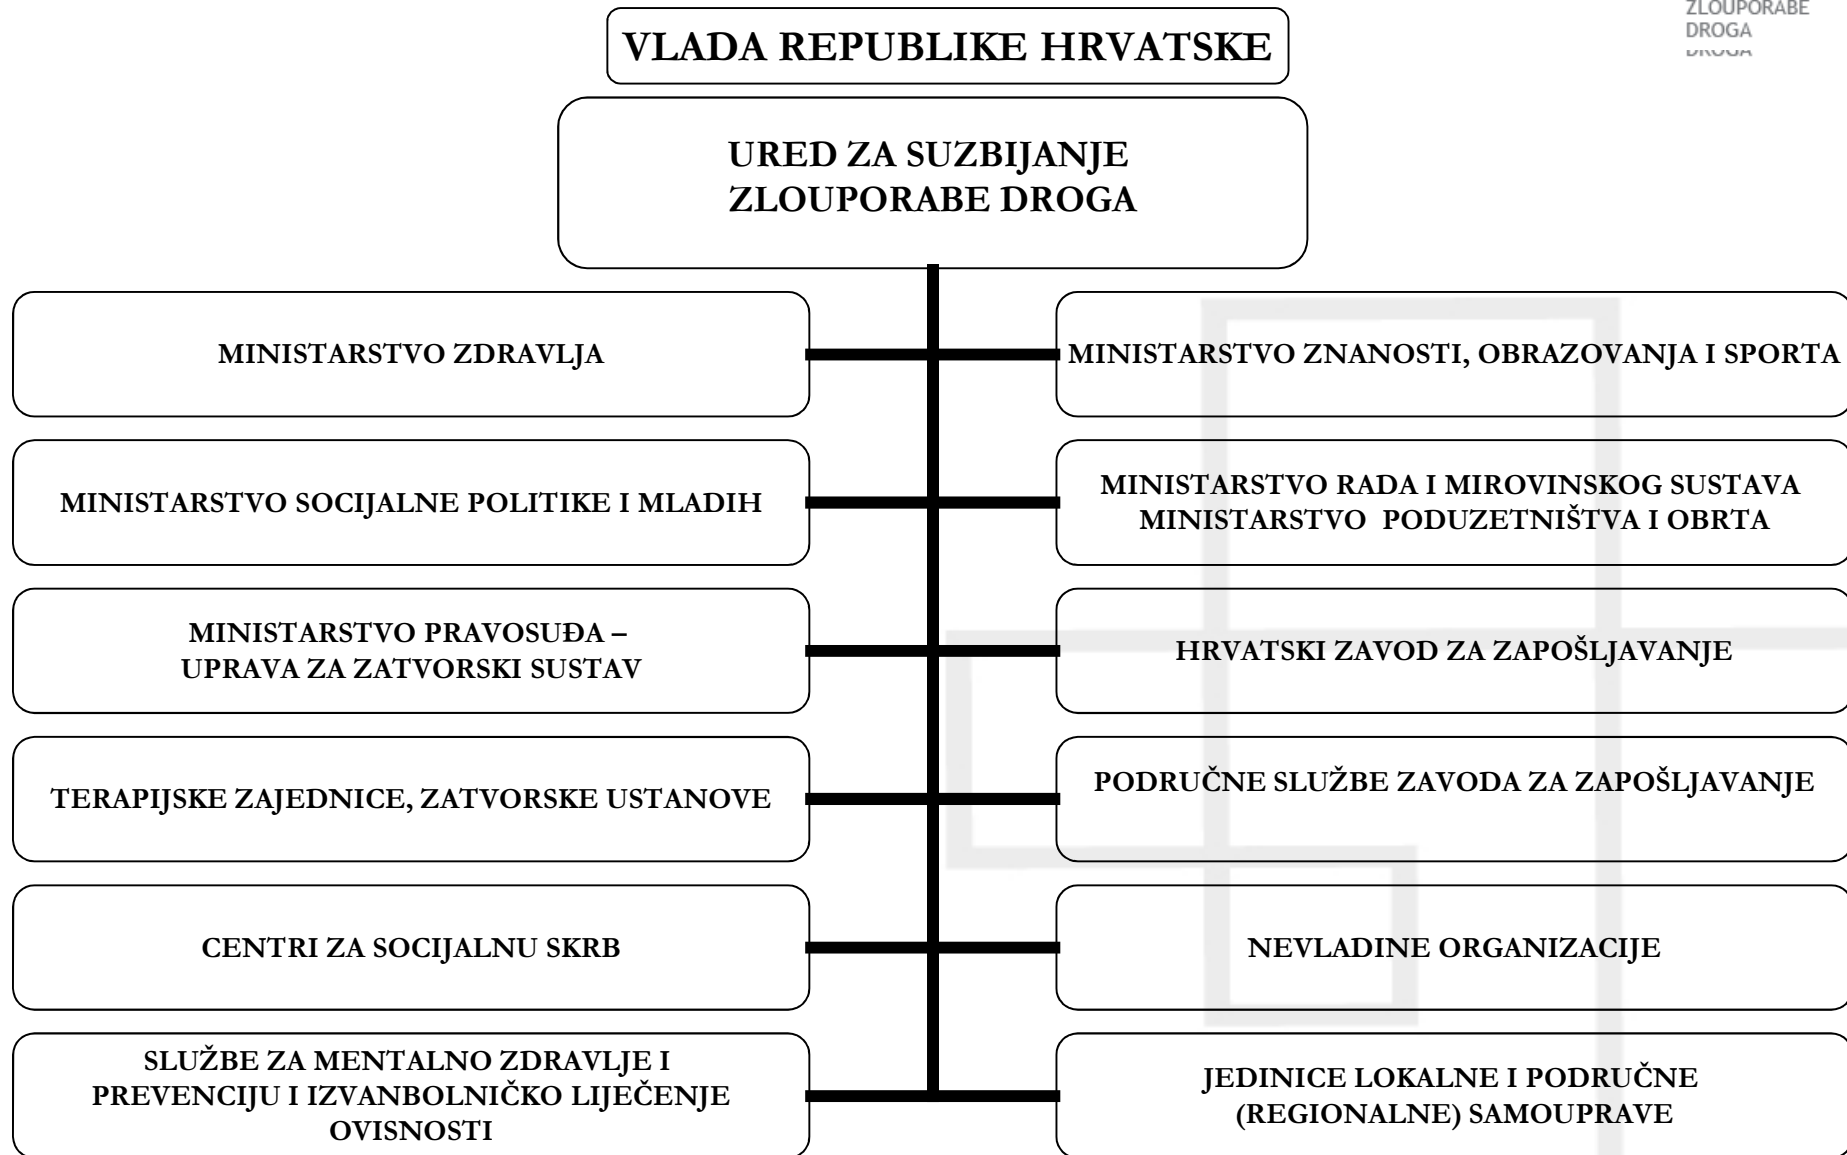 ZLOUPORABE
DROGA
DROGA
VLADA REPUBLIKE HRVATSKE
URED ZA SUZBIJANJE
ZLOUPORABE DROGA
MINISTARSTVO ZDRAVLJA
MINISTARSTVO ZNANOSTI, OBRAZOVANJA I SPORTA
MINISTARSTVO SOCIJALNE POLITIKE I MLADIH
MINISTARSTVO RADA I MIROVINSKOG SUSTAVA
MINISTARSTVO PODUZETNIŠTVA I OBRTA
MINISTARSTVO PRAVOSUĐA –
UPRAVA ZA ZATVORSKI SUSTAV
HRVATSKI ZAVOD ZA ZAPOŠLJAVANJE
TERAPIJSKE ZAJEDNICE, ZATVORSKE USTANOVE
PODRUČNE SLUŽBE ZAVODA ZA ZAPOŠLJAVANJE
CENTRI ZA SOCIJALNU SKRB
NEVLADINE ORGANIZACIJE
SLUŽBE ZA MENTALNO ZDRAVLJE I
PREVENCIJU I IZVANBOLNIČKO LIJEČENJE
OVISNOSTI
JEDINICE LOKALNE I PODRUČNE
(REGIONALNE) SAMOUPRAVE